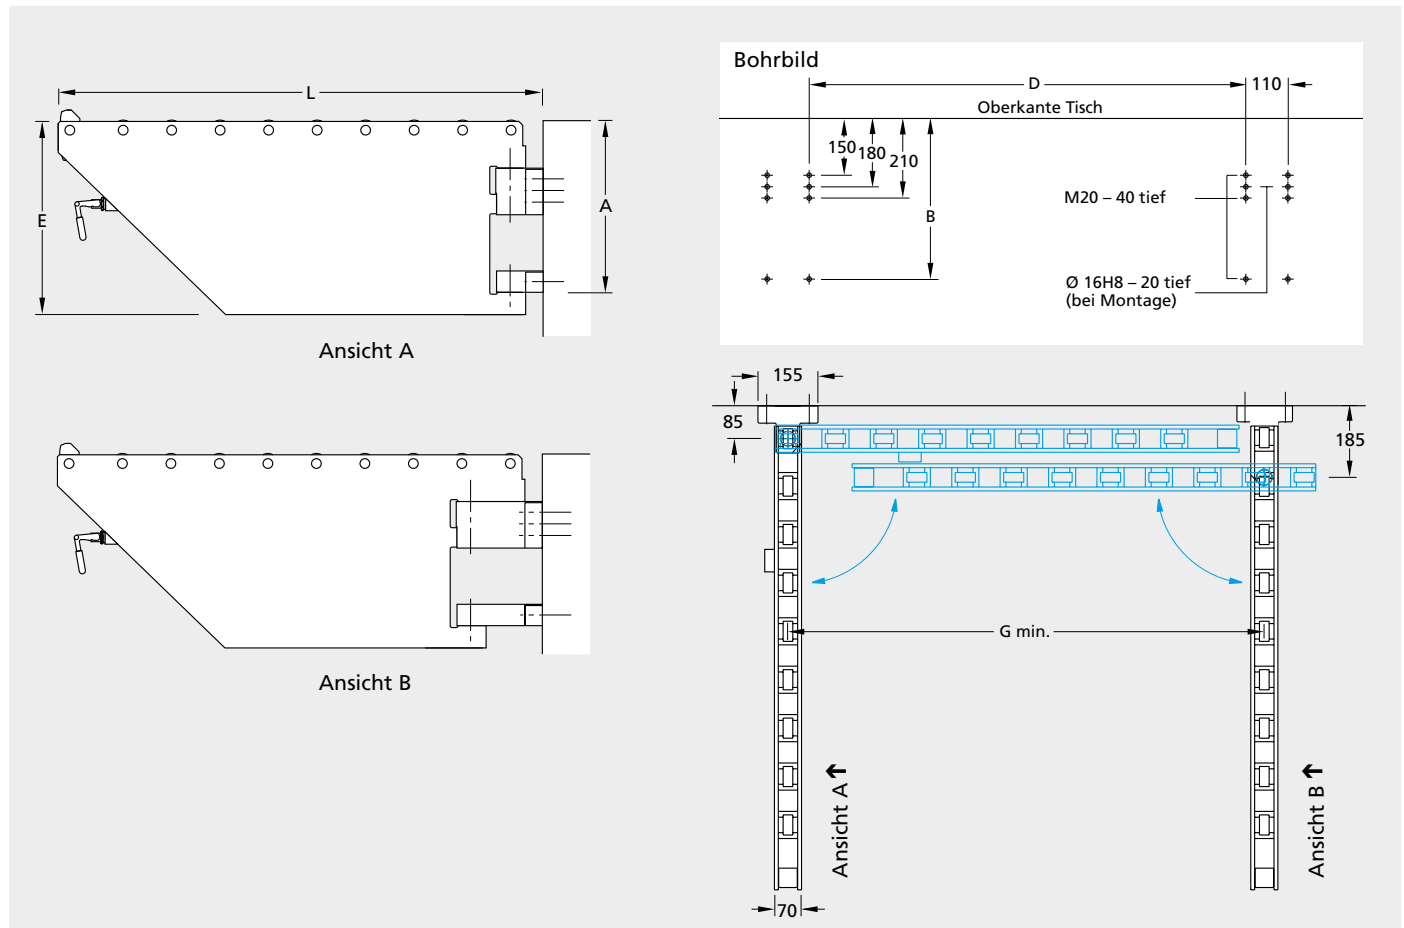 L
E
A
Ansicht A
Ansicht B
Bohrbild
D
110
Oberkante Tisch
150
180
210
B
M20 – 40 tief
Ø 16H8 – 20 tief
(bei Montage)
155
85
185
G min.
Ansicht A
Ansicht B
70